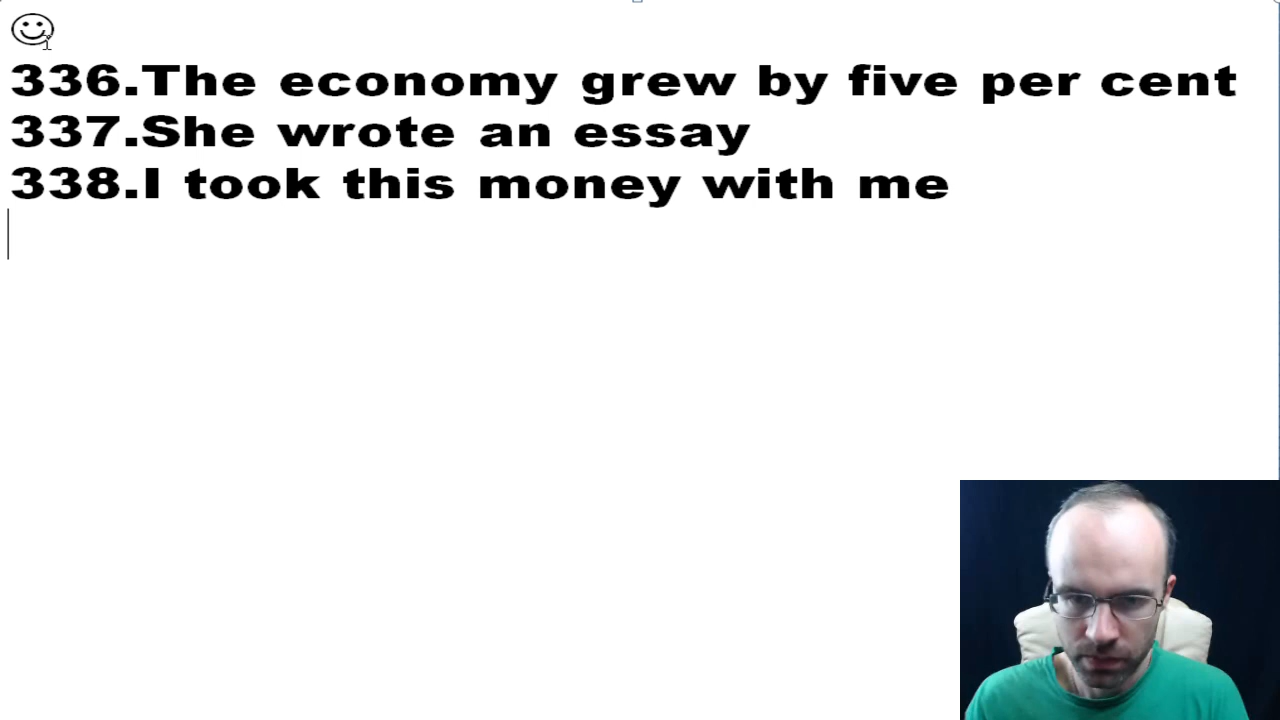 336.The economy grew by five per cent
337.She wrote an essay
338.I took this money with me